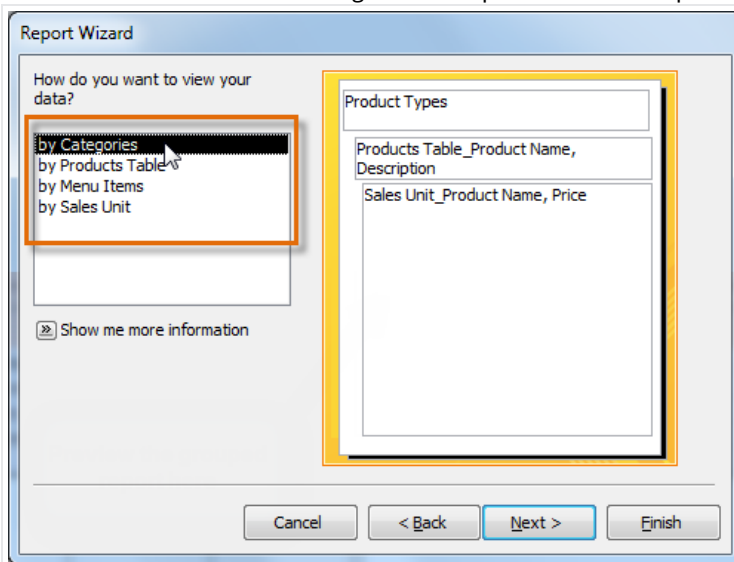 Report Wizard
How do you want to view your
data?
by Categories
by Products Table
by Menu Items
by Sales Unit
Show me more information
Product Types
Products Table_Product Name,
Description
Sales Unit_Product Name, Price
Cancel
< Back
Next >
Finish